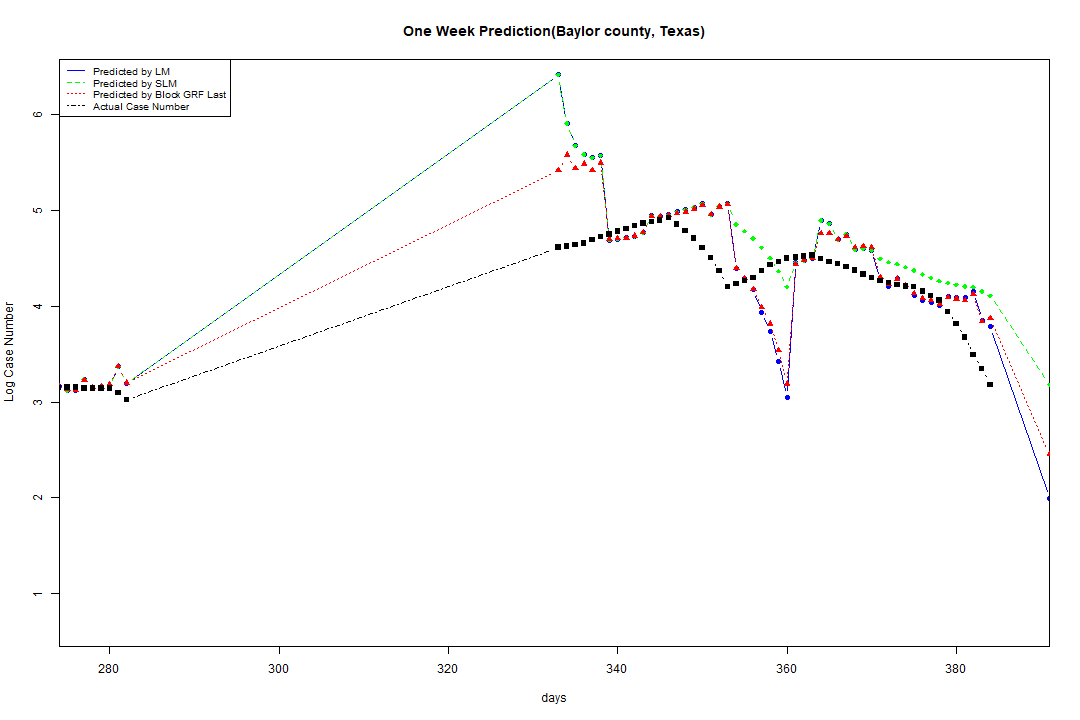 One Week Prediction(Baylor county, Texas)
Predicted by LM
Predicted by SLM
Predicted by Block GRF Last
Actual Case Number
Log Case Number
6
5
4
3
2
1
280 300 320 340 360 380
days